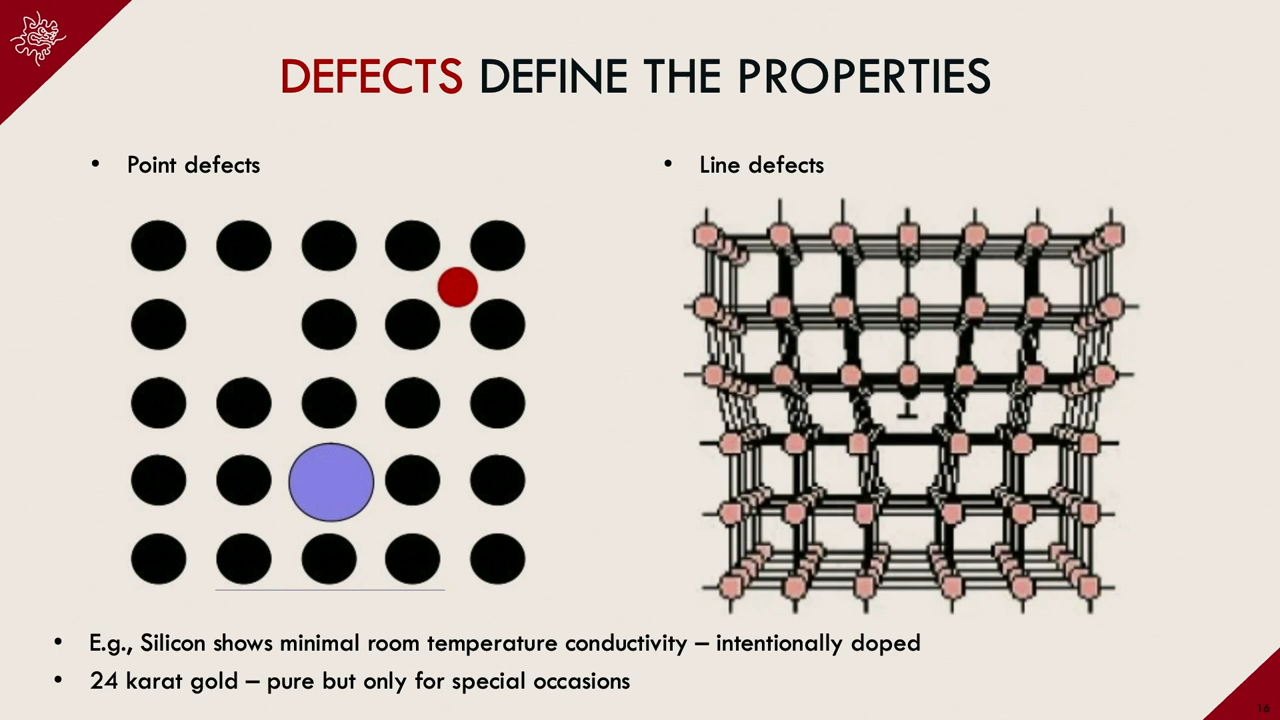 DEFECTS DEFINE THE PROPERTIES
• Point defects
• Line defects
• E.g., Silicon shows minimal room temperature conductivity – intentionally doped
• 24 karat gold – pure but only for special occasions
16